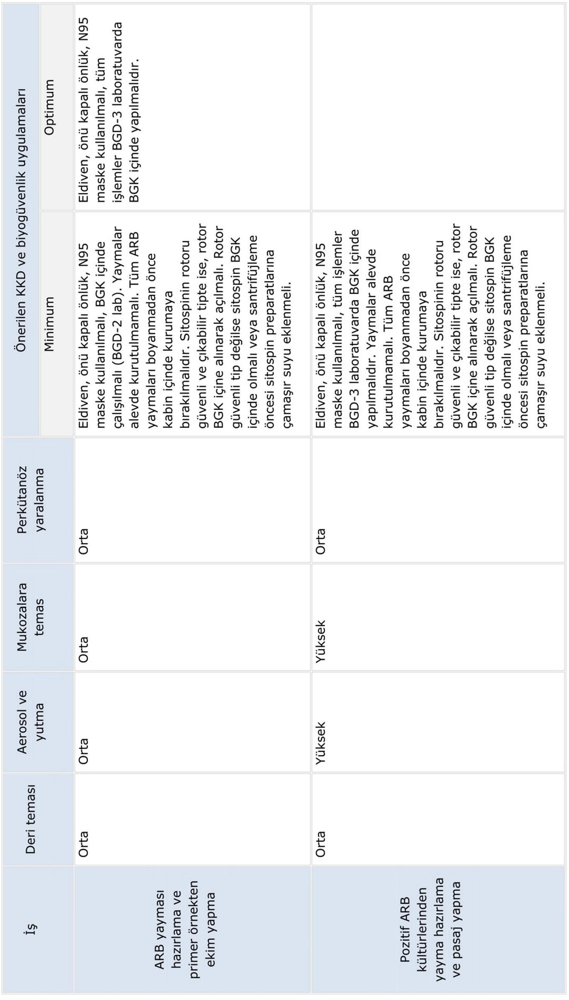 İş
Deri teması
Aerosol ve
yutma
Mukozalara
temas
Perkütanöz
yaralanma
Önerilen KKD ve biyogüvenlik uygulamaları
Minimum
Optimum
ARB yayması
hazırlama ve
primer örnekten
ekim yapma
Orta
Orta
Orta
Orta
Eldiven, önü kapalı önlük, N95
maske kullanılmalı, BGK içinde
çalışılmalı (BGD-2 lab). Yaymalar
alevde kurutulmamalı. Tüm ARB
yaymaları boyanmadan önce
kabin içinde kurumaya
bırakılmalıdır. Sitospinin rotoru
güvenli ve çıkabilir tipte ise, rotor
BGK içine alınarak açılmalı. Rotor
güvenli tip değilse sitospin BGK
içinde olmalı veya santrifüjleme
öncesi sitospin preparatlarına
çamaşır suyu eklenmeli.
Eldiven, önü kapalı önlük, N95
maske kullanılmalı, tüm
işlemler BGD-3 laboratuvarda
BGK içinde yapılmalıdır.
Pozitif ARB
kültürlerinden
yayma hazırlama
ve pasaj yapma
Orta
Yüksek
Yüksek
Orta
Eldiven, önü kapalı önlük, N95
maske kullanılmalı, tüm işlemler
BGD-3 laboratuvarda BGK içinde
yapılmalıdır. Yaymalar alevde
kurutulmamalı. Tüm ARB
yaymaları boyanmadan önce
kabin içinde kurumaya
bırakılmalıdır. Sitospinin rotoru
güvenli ve çıkabilir tipte ise, rotor
BGK içine alınarak açılmalı. Rotor
güvenli tip değilse sitospin BGK
içinde olmalı veya santrifüjleme
öncesi sitospin preparatlarına
çamaşır suyu eklenmeli.